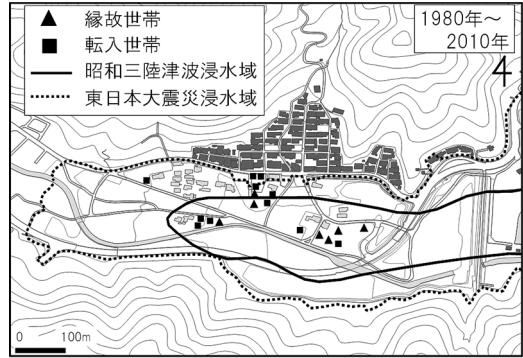 縁故世帯
転入世帯
昭和三陸津波浸水域
東日本大震災浸水域
1980年〜
2010年
0 100m